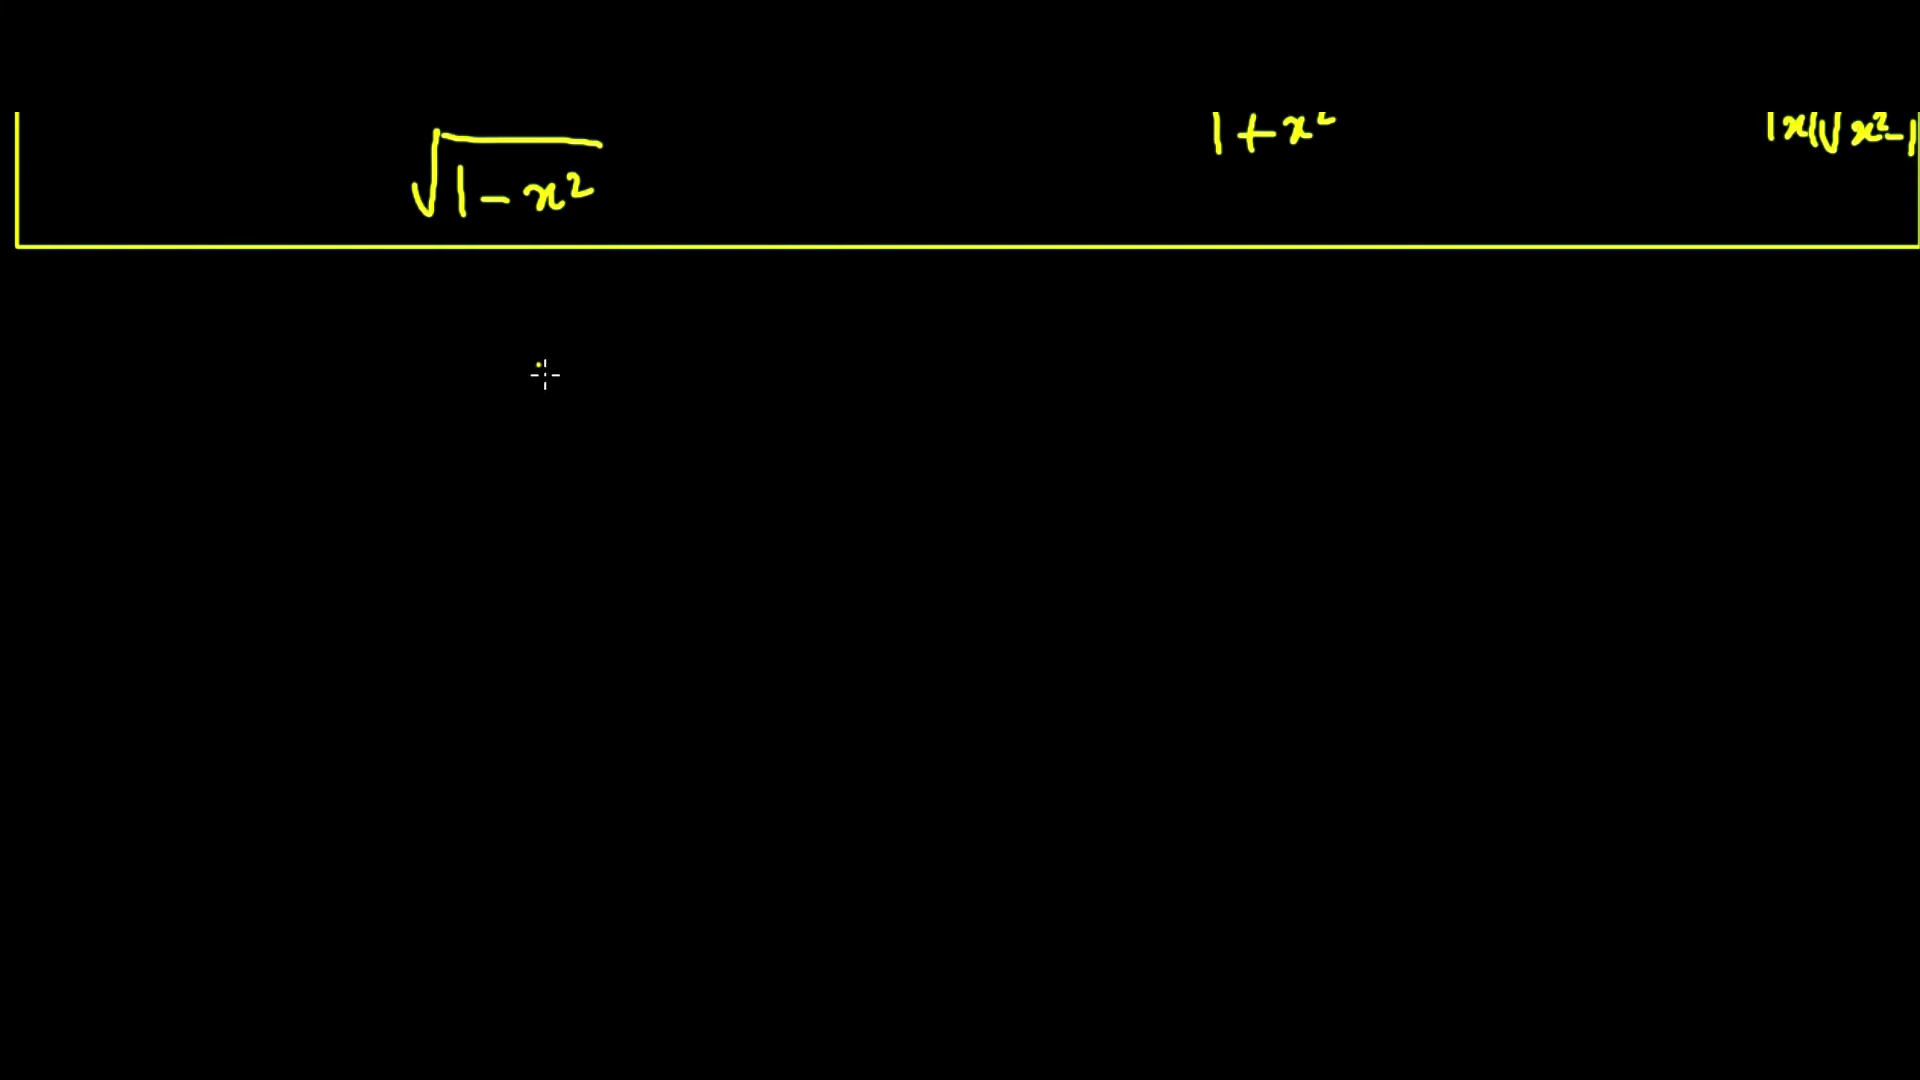 1 + x² |x|√x²-1
√1 - x²